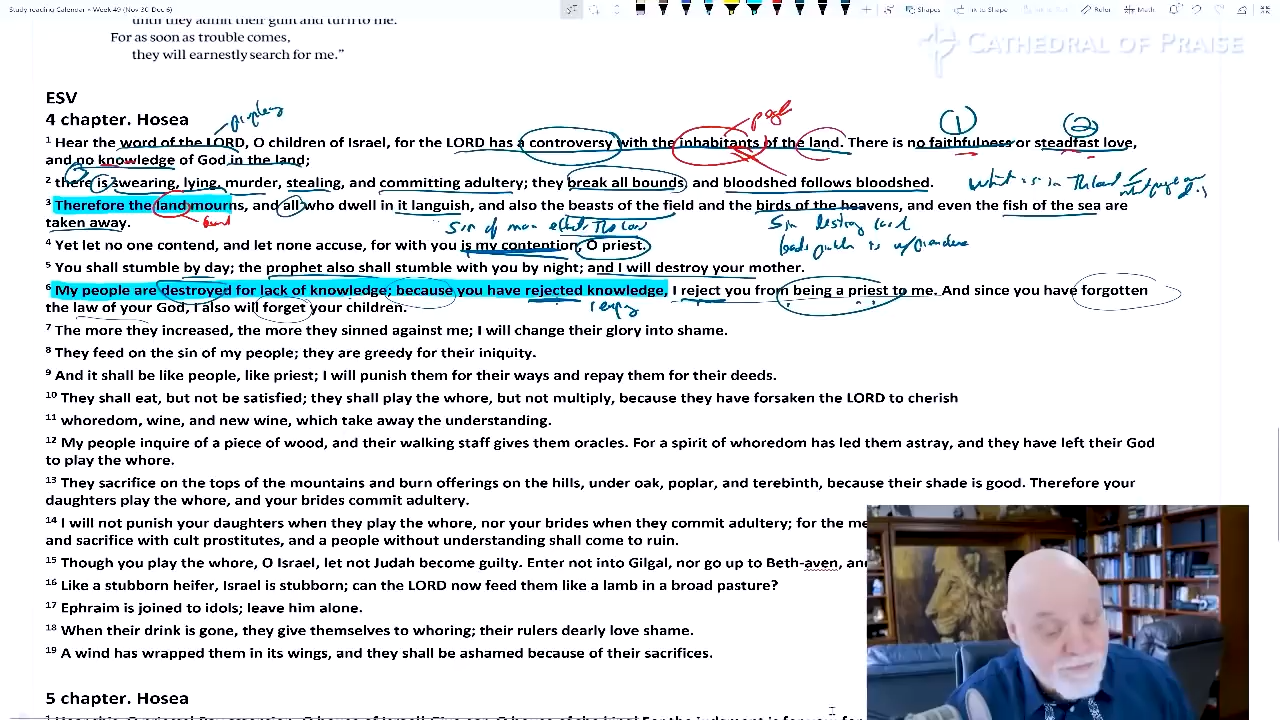 Study reading Calendar - Week 49 (Nov 30-Dec 6)
Shapes
Ink to Shape
Ruler
Math
until they admit their guilt and turn to me.
For as soon as trouble comes,
they will earnestly search for me."
CATHEDRAL OF PRAISE
ESV
4 chapter. Hosea
1 2
1 Hear the word of the LORD, O children of Israel, for the LORD has a controversy with the inhabitants of the land. There is no faithfulness or steadfast love,
and no knowledge of God in the land;
2 there is swearing, lying, murder, stealing, and committing adultery; they break all bounds, and bloodshed follows bloodshed.
3 Therefore the land mourns, and all who dwell in it languish, and also the beasts of the field and the birds of the heavens, and even the fish of the sea are
taken away.
4 Yet let no one contend, and let none accuse, for with you is my contention, O priest.
5 You shall stumble by day; the prophet also shall stumble with you by night; and I will destroy your mother.
6 My people are destroyed for lack of knowledge; because you have rejected knowledge, I reject you from being a priest to me. And since you have forgotten
the law of your God, I also will forget your children.
7 The more they increased, the more they sinned against me; I will change their glory into shame.
8 They feed on the sin of my people; they are greedy for their iniquity.
9 And it shall be like people, like priest; I will punish them for their ways and repay them for their deeds.
10 They shall eat, but not be satisfied; they shall play the whore, but not multiply, because they have forsaken the LORD to cherish
11 whoredom, wine, and new wine, which take away the understanding.
12 My people inquire of a piece of wood, and their walking staff gives them oracles. For a spirit of whoredom has led them astray, and they have left their God
to play the whore.
13 They sacrifice on the tops of the mountains and burn offerings on the hills, under oak, poplar, and terebinth, because their shade is good. Therefore your
daughters play the whore, and your brides commit adultery.
14 I will not punish your daughters when they play the whore, nor your brides when they commit adultery; for the me
and sacrifice with cult prostitutes, and a people without understanding shall come to ruin.
15 Though you play the whore, O Israel, let not Judah become guilty. Enter not into Gilgal, nor go up to Beth-aven, an
16 Like a stubborn heifer, Israel is stubborn; can the LORD now feed them like a lamb in a broad pasture?
17 Ephraim is joined to idols; leave him alone.
18 When their drink is gone, they give themselves to whoring; their rulers dearly love shame.
19 A wind has wrapped them in its wings, and they shall be ashamed because of their sacrifices.
5 chapter. Hosea